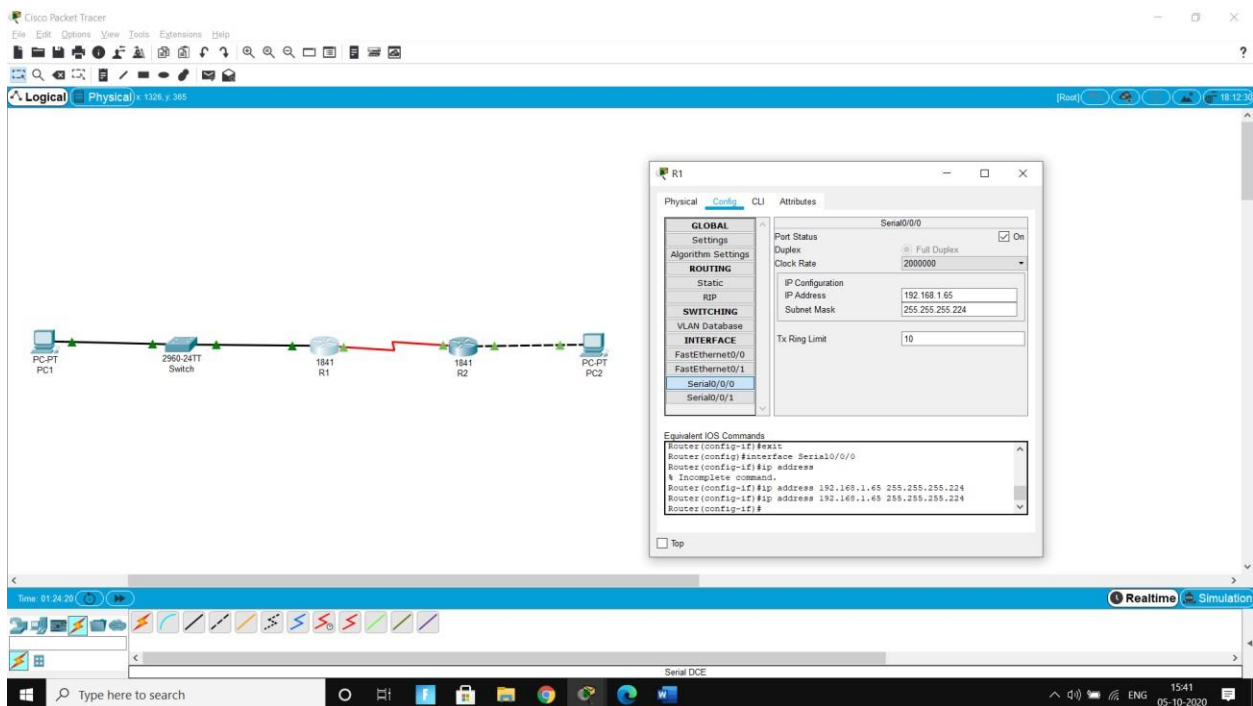 Cisco Packet Tracer
File Edit Options View Tools Extensions Help
?
Logical Physical x: 1326, y: 365
[Root] 18:12:30
PC-PT
PC1
2960-24TT
Switch
1841
R1
1841
R2
PC-PT
PC2
R1
Physical Config CLI Attributes
GLOBAL
Settings
Algorithm Settings
ROUTING
Static
RIP
SWITCHING
VLAN Database
INTERFACE
FastEthernet0/0
FastEthernet0/1
Serial0/0/0
Serial0/0/1
Serial0/0/0
Port Status On
Duplex Full Duplex
Clock Rate 2000000
IP Configuration
IP Address 192.168.1.65
Subnet Mask 255.255.255.224
Tx Ring Limit 10
Equivalent IOS Commands
Router(config-if)#exit
Router(config)#interface Serial0/0/0
Router(config-if)#ip address
% Incomplete command.
Router(config-if)#ip address 192.168.1.65 255.255.255.224
Router(config-if)#ip address 192.168.1.65 255.255.255.224
Router(config-if)#
Top
Time: 01:24:20
Realtime Simulation
Serial DCE
Type here to search
ENG
15:41
05-10-2020